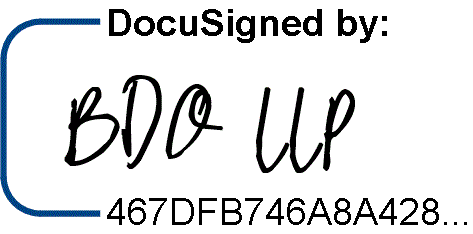 DocuSigned by:
BDO LLP
467DFB746A8A428...